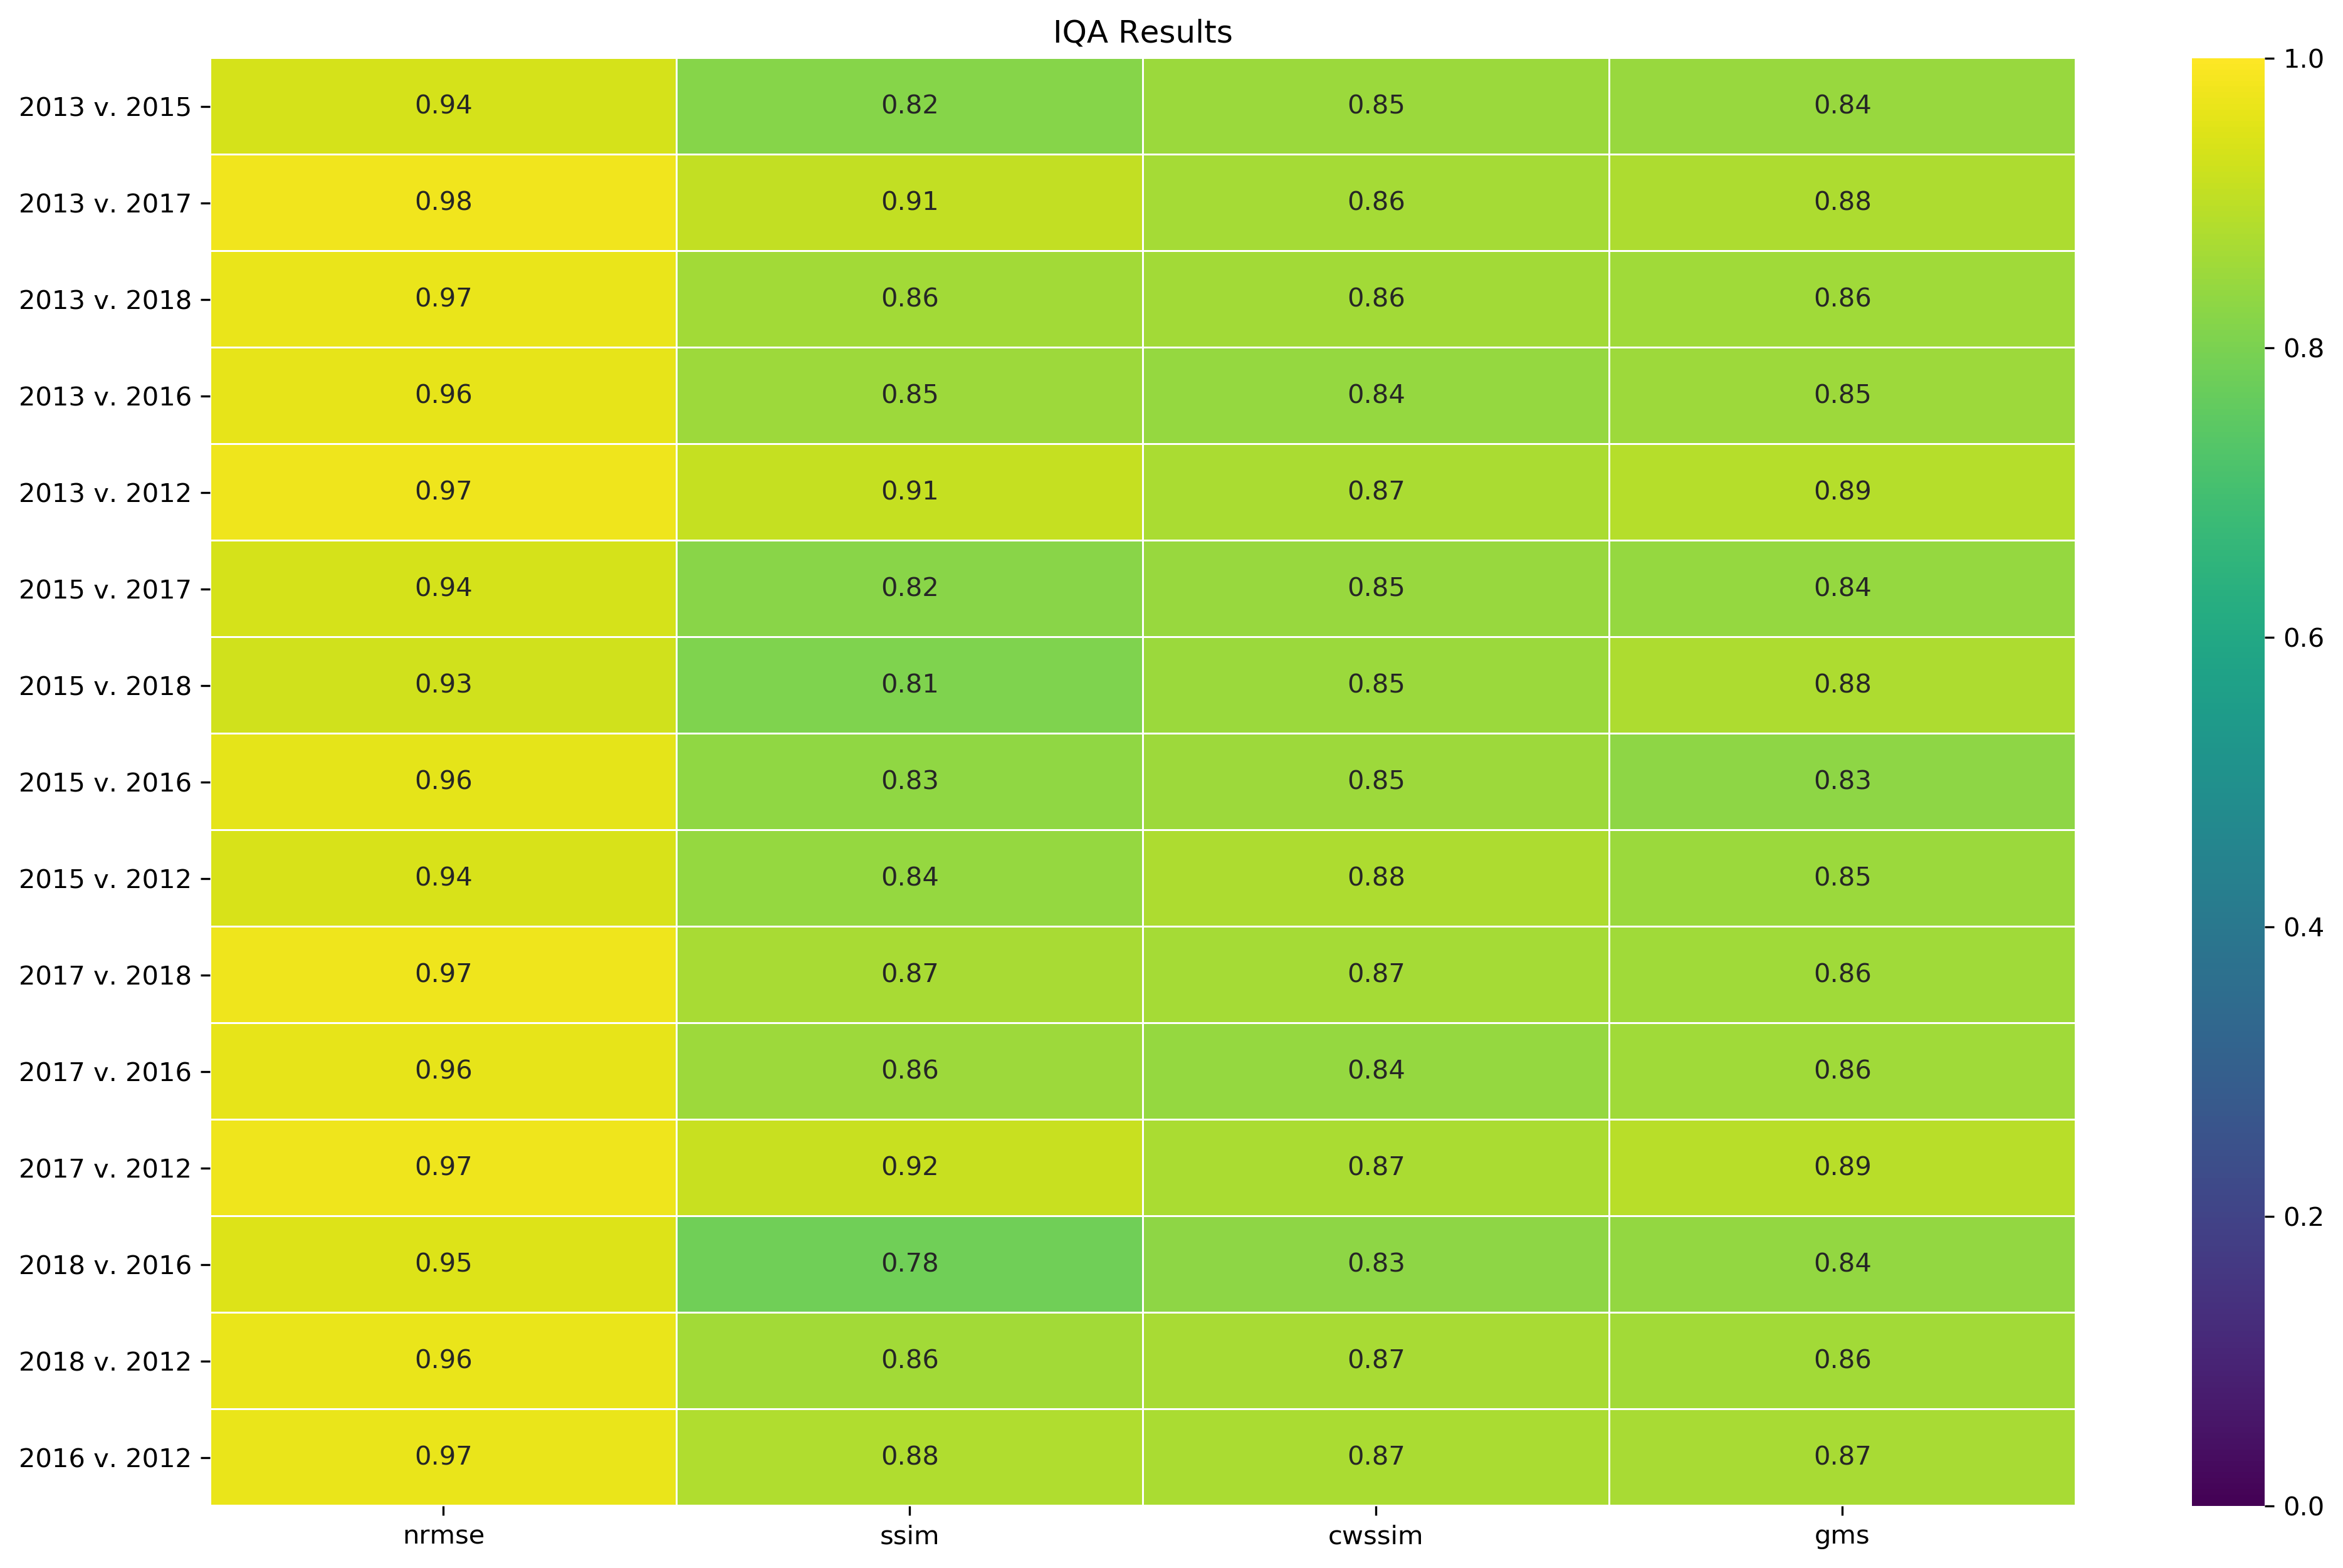 IQA Results
2013 v. 2015 0.94 0.82 0.85 0.84
2013 v. 2017 0.98 0.91 0.86 0.88
2013 v. 2018 0.97 0.86 0.86 0.86
2013 v. 2016 0.96 0.85 0.84 0.85
2013 v. 2012 0.97 0.91 0.87 0.89
2015 v. 2017 0.94 0.82 0.85 0.84
2015 v. 2018 0.93 0.81 0.85 0.88
2015 v. 2016 0.96 0.83 0.85 0.83
2015 v. 2012 0.94 0.84 0.88 0.85
2017 v. 2018 0.97 0.87 0.87 0.86
2017 v. 2016 0.96 0.86 0.84 0.86
2017 v. 2012 0.97 0.92 0.87 0.89
2018 v. 2016 0.95 0.78 0.83 0.84
2018 v. 2012 0.96 0.86 0.87 0.86
2016 v. 2012 0.97 0.88 0.87 0.87
nrmse ssim cwssim gms
1.0
0.8
0.6
0.4
0.2
0.0